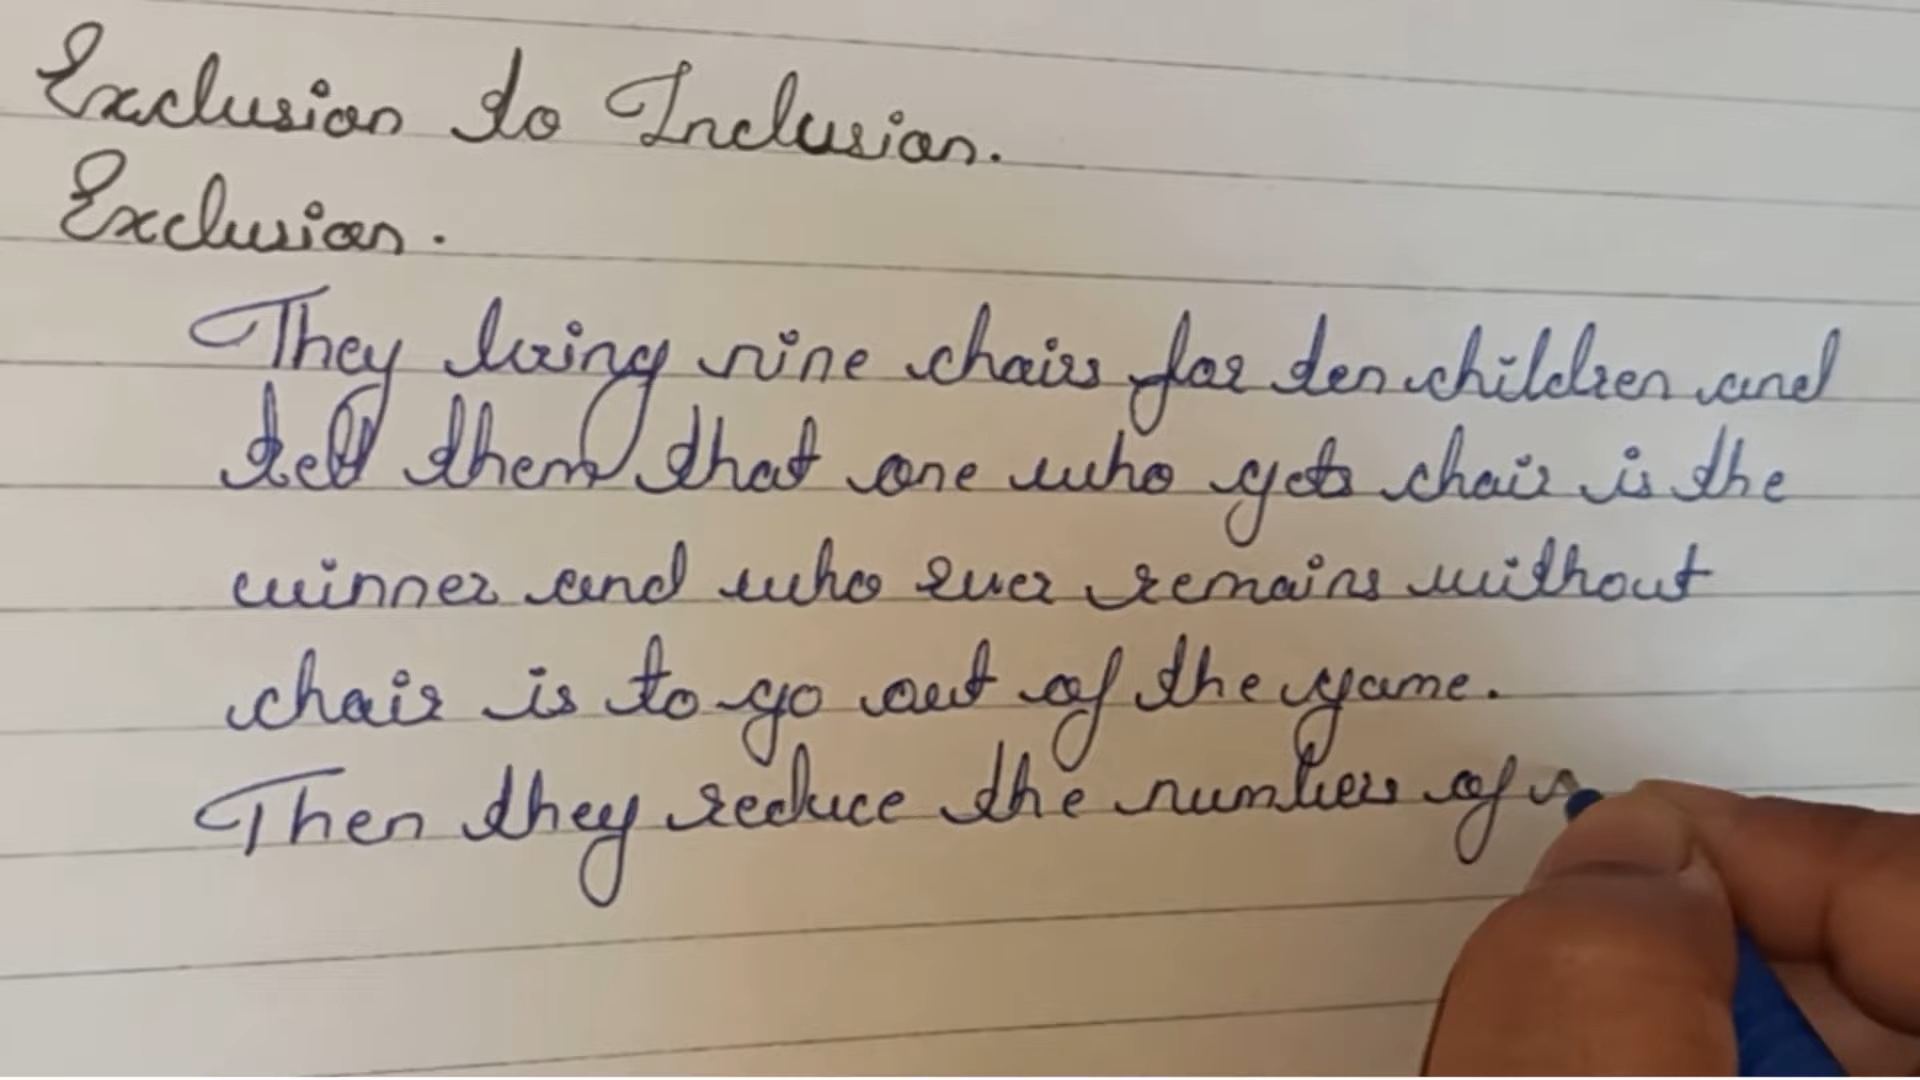 Exclusion to Inclusion.
Exclusion.
They bring nine chairs for ten children and
tell them that one who gets chair is the
winner and who ever remains without
chair is to go out of the game.
Then they reduce the numbers of